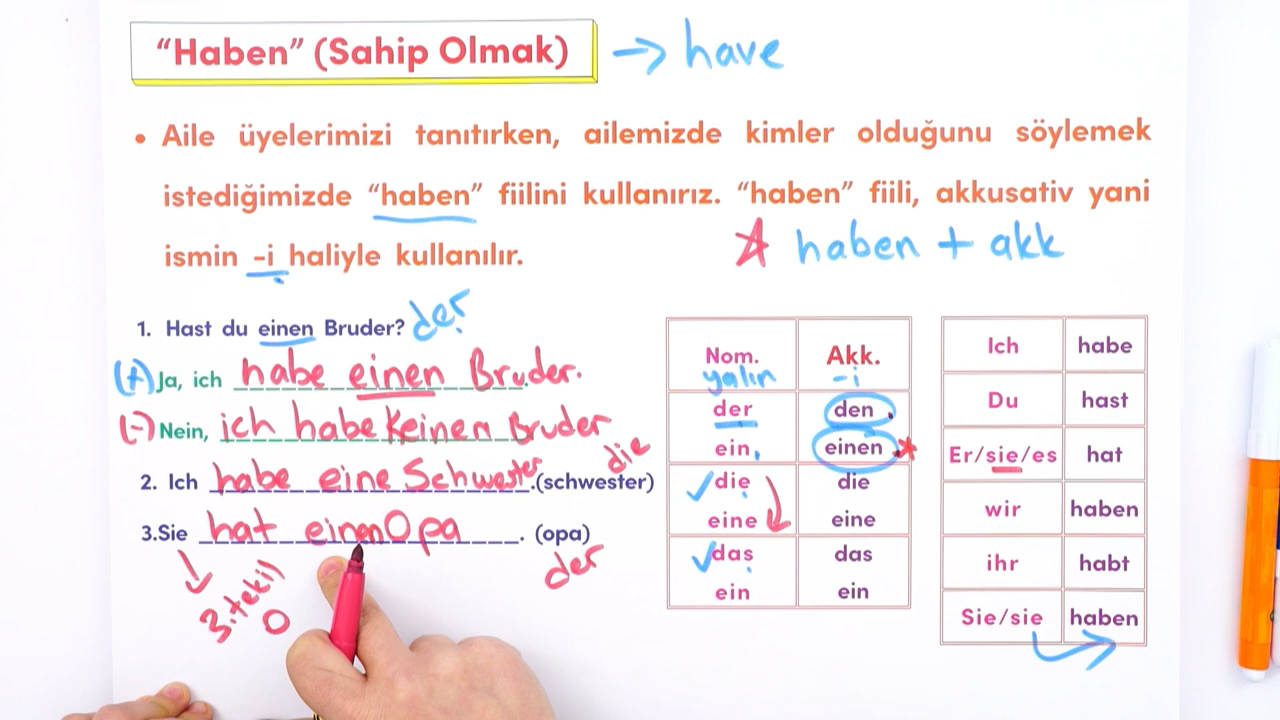 “Haben” (Sahip Olmak) → have
• Aile üyelerimizi tanıtırken, ailemizde kimler olduğunu söylemek
istediğimizde “haben” fiilini kullanırız. “haben” fiili, akkusativ yani
ismin -i haliyle kullanılır.
haben + akk
1. Hast du einen Bruder? der
(+) Ja, ich habe einen Bruder.
(-) Nein, ich habe keinen Bruder
2. Ich habe eine Schwester.(schwester) die
3.Sie hat einen Opa. (opa)
der
3. tekil
O
Nom. Akk.
yalın -i
der den
ein einen
die die
eine eine
das das
ein ein
Ich habe
Du hast
Er/sie/es hat
wir haben
ihr habt
Sie/sie haben